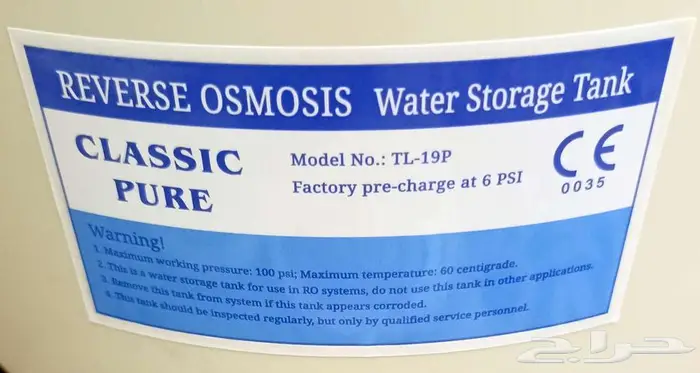 REVERSE OSMOSIS Water Storage Tank
CLASSIC PURE
Model No.: TL-19P
Factory pre-charge at 6 PSI
CE
0035
Warning!
1. Maximum working pressure: 100 psi; Maximum temperature: 60 centigrade.
2. This is a water storage tank for use in RO systems, do not use this tank in other applications.
3. Remove this tank from system if this tank appears corroded.
4. This tank should be inspected regularly, but only by qualified service personnel.
حراج